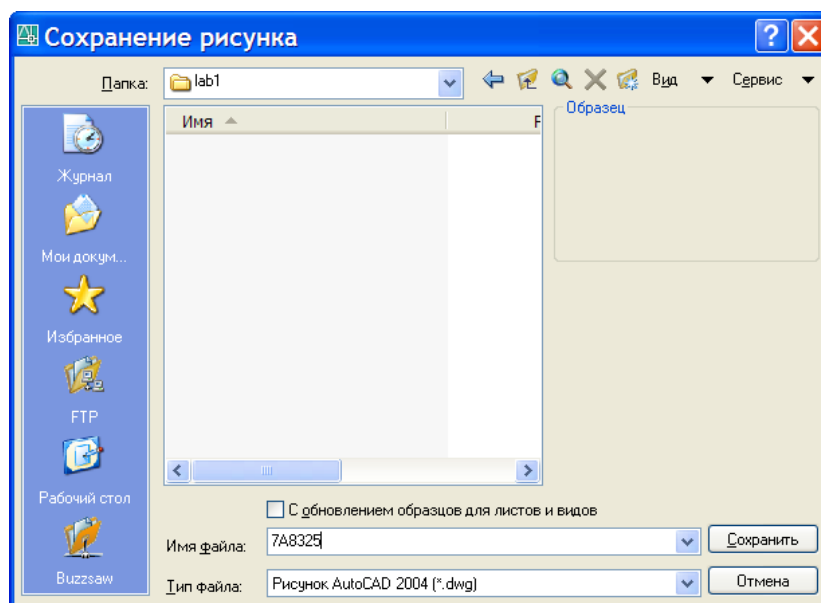 Сохранение рисунка
Папка: lab1 Вид Сервис
Имя F Образец
Журнал
Мои докум...
Избранное
FTP
Рабочий стол
Buzzsaw
С обновлением образцов для листов и видов
Имя файла: 7A8325 Сохранить
Тип файла: Рисунок AutoCAD 2004 (*.dwg) Отмена